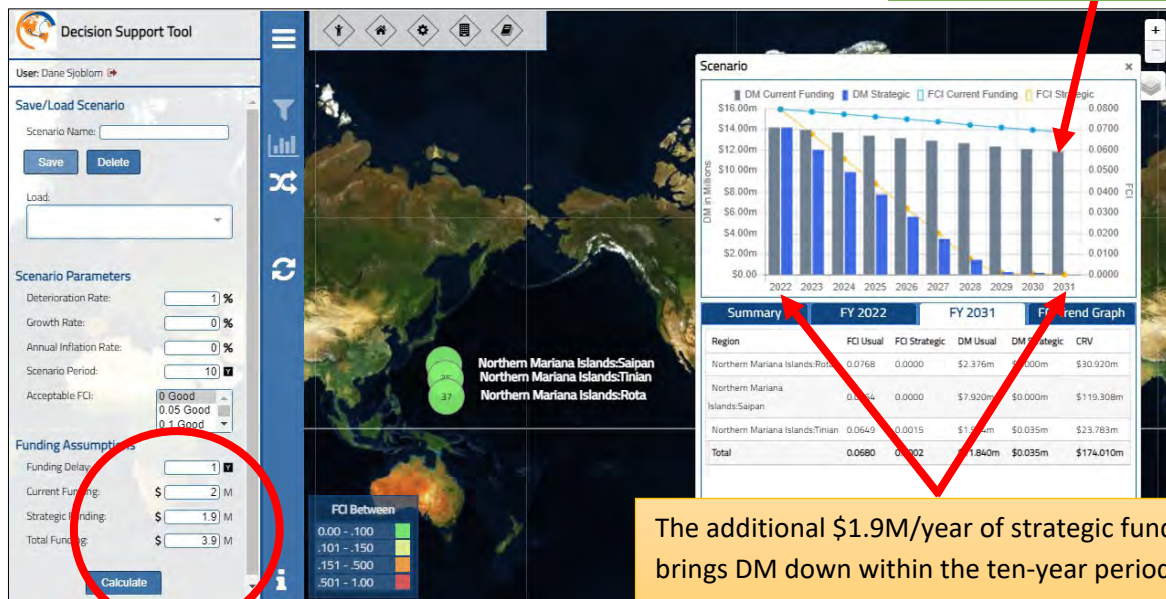 Decision Support Tool
User: Dane Sjoblom
Save/Load Scenario
Scenario Name:
Save Delete
Load:
Scenario Parameters
Deterioration Rate: 1 %
Growth Rate: 0 %
Annual Inflation Rate: 0 %
Scenario Period: 10 Y
Acceptable FCI: 0 Good
0.05 Good
0.1 Good
Funding Assumptions
Funding Delay: 1 Y
Current Funding: $ 2 M
Strategic Funding: $ 1.9 M
Total Funding: $ 3.9 M
Calculate
Northern Mariana Islands:Saipan
Northern Mariana Islands:Tinian
37 Northern Mariana Islands:Rota
FCI Between
0.00 - .100
.101 - .150
.151 - .500
.501 - 1.00
+
-
Scenario ×
DM Current Funding DM Strategic FCI Current Funding FCI Strategic
$16.00m 0.0800
$14.00m 0.0700
$12.00m 0.0600
$10.00m 0.0500
$8.00m 0.0400
$6.00m 0.0300
$4.00m 0.0200
$2.00m 0.0100
$0.00 0.0000
DM in Millions
FCI
2022 2023 2024 2025 2026 2027 2028 2029 2030 2031
Summary FY 2022 FY 2031 FCI Trend Graph
Region FCI Usual FCI Strategic DM Usual DM Strategic CRV
Northern Mariana Islands:Rota 0.0768 0.0000 $2.376m $0.000m $30.920m
Northern Mariana
Islands:Saipan 0.0000 $7.920m $0.000m $119.308m
Northern Mariana Islands:Tinian 0.0649 0.0015 $0.035m $23.783m
Total 0.0680 0.0002 $11.840m $0.035m $174.010m
The additional $1.9M/year of strategic fund
brings DM down within the ten-year period